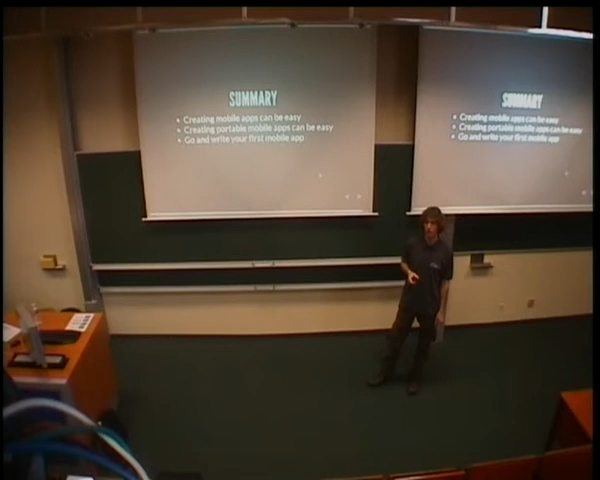 SUMMARY
Creating mobile apps can be easy
Creating portable mobile apps can be easy
Go and write your first mobile app
SUMMARY
Creating mobile apps can be easy
Creating portable mobile apps can be easy
Go and write your first mobile app